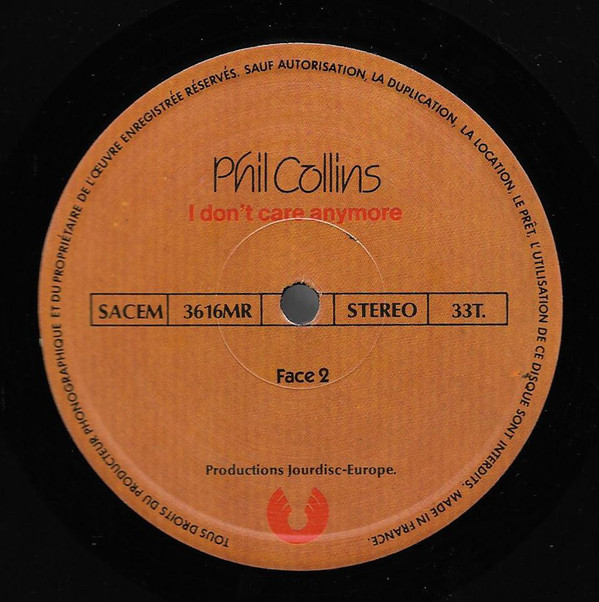 TOUS DROITS DU PRODUCTEUR PHONOGRAPHIQUE ET DU PROPRIÉTAIRE DE L'ŒUVRE ENREGISTRÉE RÉSERVÉS. SAUF AUTORISATION, LA DUPLICATION, LA LOCATION, LE PRÊT, L'UTILISATION DE CE DISQUE SONT INTERDITS. MADE IN FRANCE.
Phil Collins
I don't care anymore
SACEM 3616MR STEREO 33T.
Face 2
Productions Jourdisc-Europe.